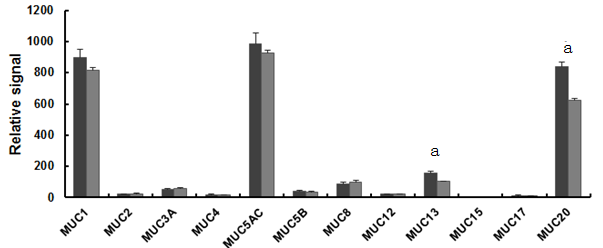 1200
1000
800
600
400
200
0
Relative signal
a
a
MUC1 MUC2 MUC3A MUC4 MUC5AC MUC5B MUC8 MUC12 MUC13 MUC15 MUC17 MUC20